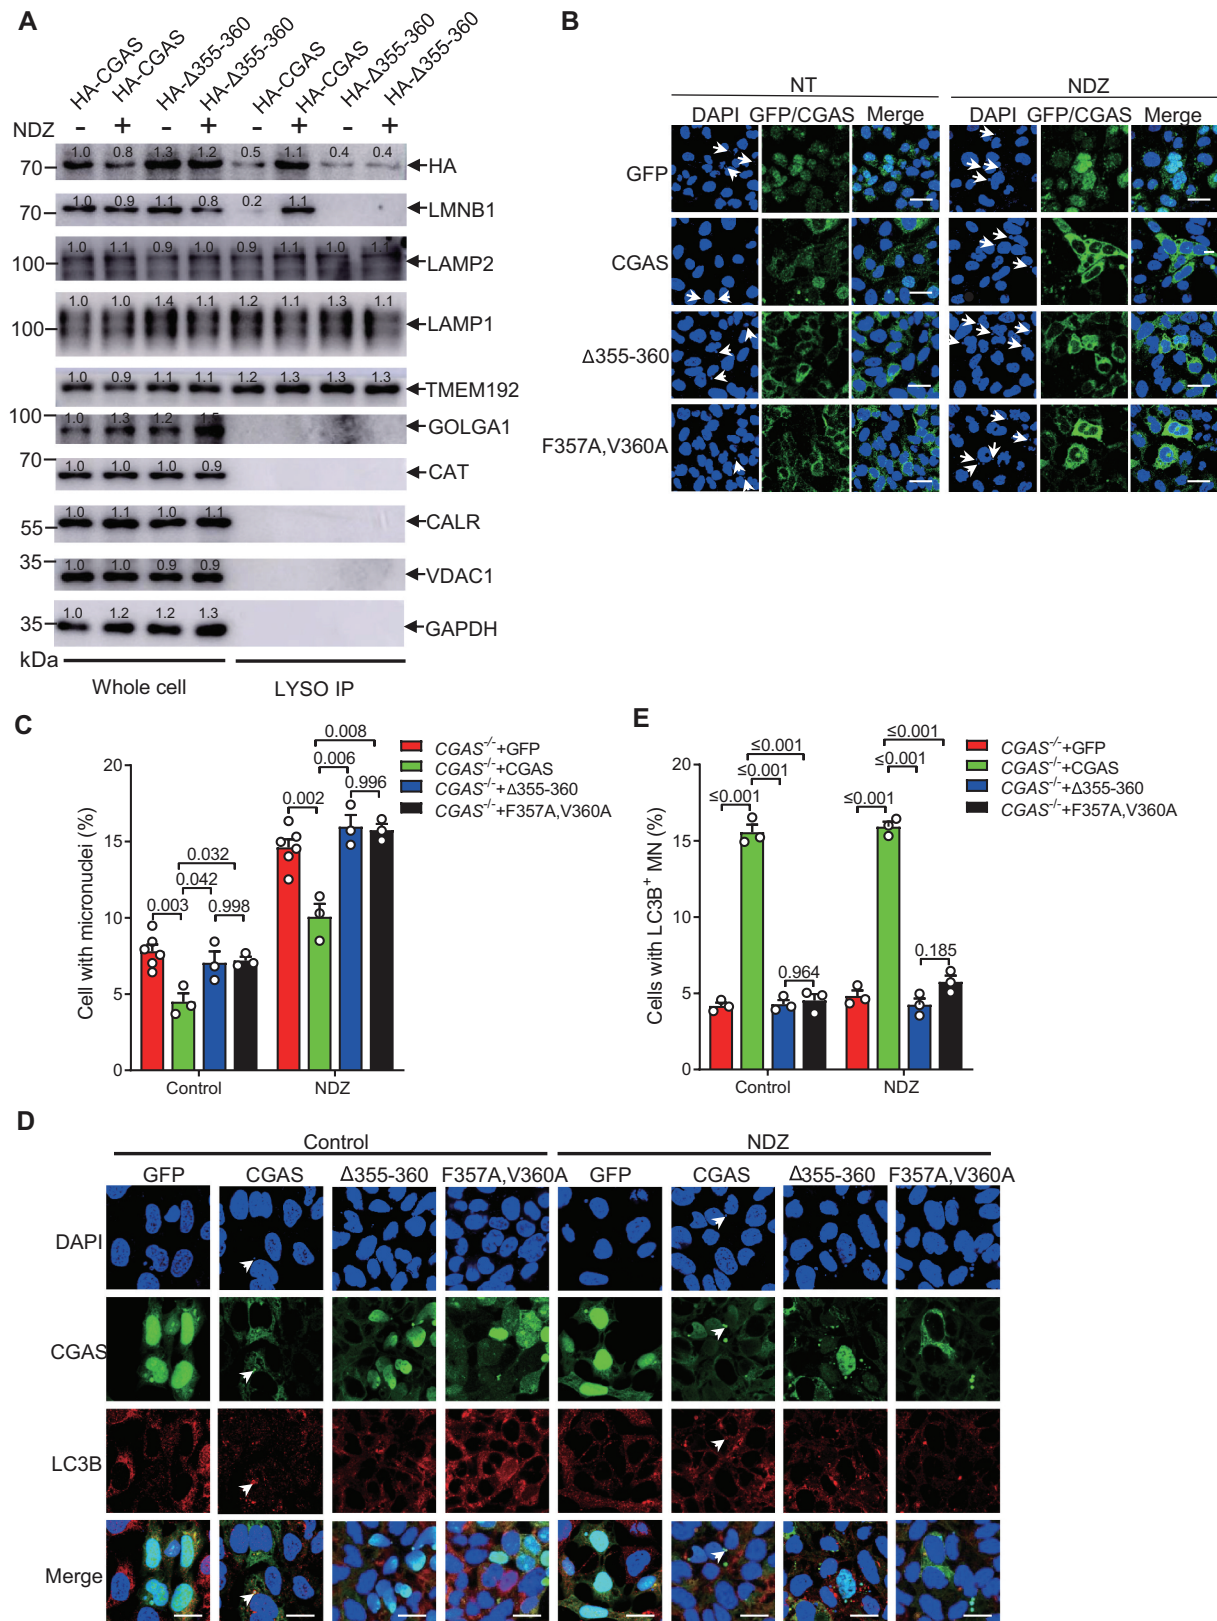 A
HA-CGAS HA-CGAS HA-Δ355-360 HA-Δ355-360 HA-CGAS HA-CGAS HA-Δ355-360 HA-Δ355-360
NDZ - + - + - + - +
1.0 0.8 1.3 1.2 0.5 1.1 0.4 0.4
70 HA
1.0 0.9 1.1 0.8 0.2 1.1
70 LMNB1
1.0 1.1 0.9 1.0 0.9 1.1 1.0 1.1
100 LAMP2
1.0 1.0 1.4 1.1 1.2 1.1 1.3 1.1
100 LAMP1
1.0 0.9 1.1 1.1 1.2 1.3 1.3 1.3
TMEM192
100 1.0 1.3 1.2 1.5
GOLGA1
70 1.0 1.0 1.0 0.9
CAT
1.0 1.1 1.0 1.1
55 CALR
35 1.0 1.0 0.9 0.9
VDAC1
1.0 1.2 1.2 1.3
35 GAPDH
kDa
Whole cell LYSO IP
B
NT NDZ
DAPI GFP/CGAS Merge DAPI GFP/CGAS Merge
GFP
CGAS
Δ355-360
F357A,V360A
C
Cell with micronuclei (%)
20
15
10
5
0
0.003
0.042
0.032
0.998
0.002
0.006
0.008
0.996
Control NDZ
CGAS-/-+GFP
CGAS-/-+CGAS
CGAS-/-+Δ355-360
CGAS-/-+F357A,V360A
E
Cells with LC3B+ MN (%)
20
15
10
5
0
≤0.001
≤0.001
≤0.001
0.964
≤0.001
≤0.001
≤0.001
0.185
Control NDZ
CGAS-/-+GFP
CGAS-/-+CGAS
CGAS-/-+Δ355-360
CGAS-/-+F357A,V360A
D
Control NDZ
GFP CGAS Δ355-360 F357A,V360A GFP CGAS Δ355-360 F357A,V360A
DAPI
CGAS
LC3B
Merge